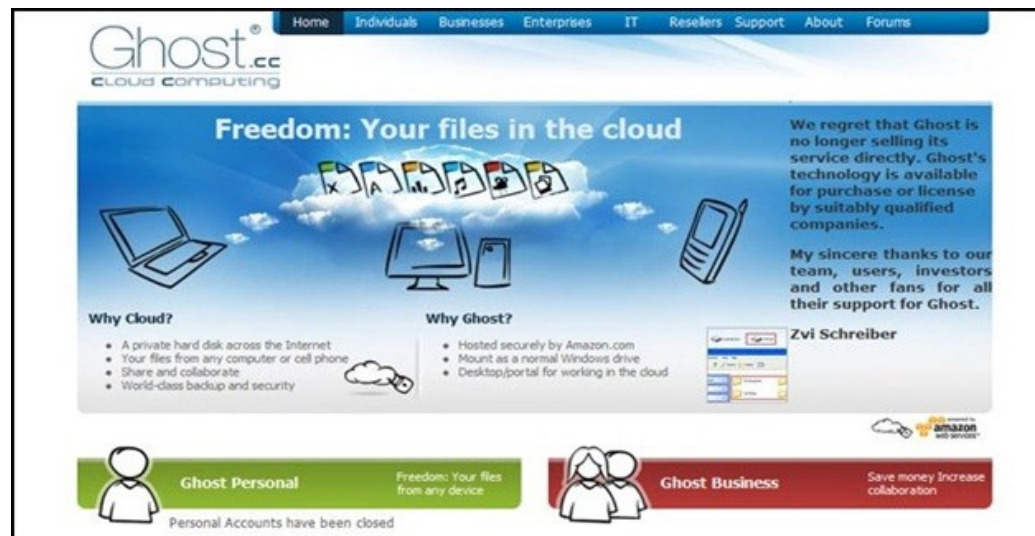 Home Individuals Businesses Enterprises IT Resellers Support About Forums
Ghost®.cc
CLOUD COMPUTING
Freedom: Your files in the cloud
We regret that Ghost is
no longer selling its
service directly. Ghost's
technology is available
for purchase or license
by suitably qualified
companies.
My sincere thanks to our
team, users, investors
and other fans for all
their support for Ghost.
Zvi Schreiber
X A
Why Cloud?
A private hard disk across the Internet
Your files from any computer or cell phone
Share and collaborate
World-class backup and security
Why Ghost?
Hosted securely by Amazon.com
Mount as a normal Windows drive
Desktop/portal for working in the cloud
powered by
amazon
web services™
Ghost Personal
Freedom: Your files
from any device
Personal Accounts have been closed
Ghost Business
Save money Increase
collaboration